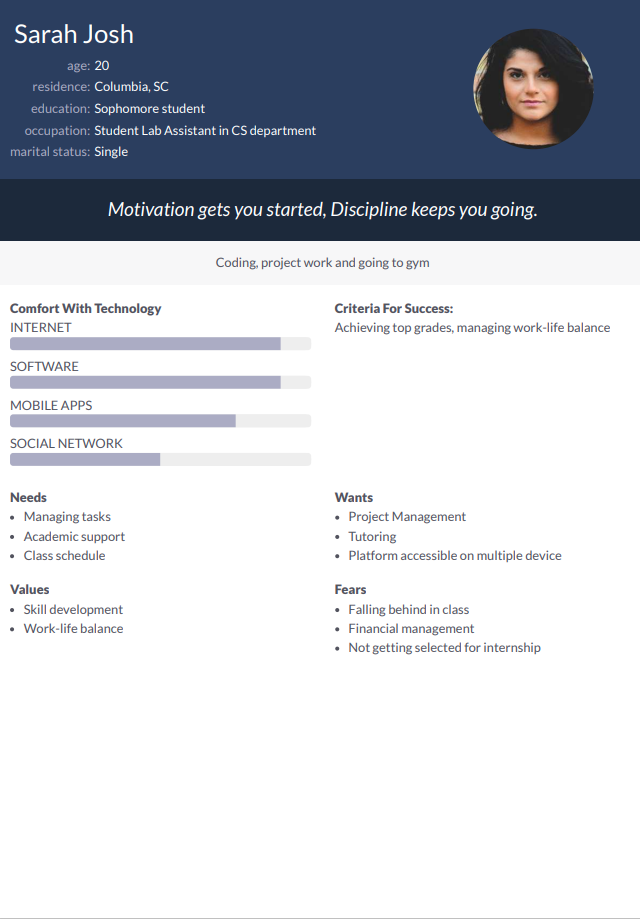 Sarah Josh
age: 20
residence: Columbia, SC
education: Sophomore student
occupation: Student Lab Assistant in CS department
marital status: Single
Motivation gets you started, Discipline keeps you going.
Coding, project work and going to gym
Comfort With Technology
INTERNET
SOFTWARE
MOBILE APPS
SOCIAL NETWORK
Criteria For Success:
Achieving top grades, managing work-life balance
Needs
• Managing tasks
• Academic support
• Class schedule
Wants
• Project Management
• Tutoring
• Platform accessible on multiple device
Values
• Skill development
• Work-life balance
Fears
• Falling behind in class
• Financial management
• Not getting selected for internship